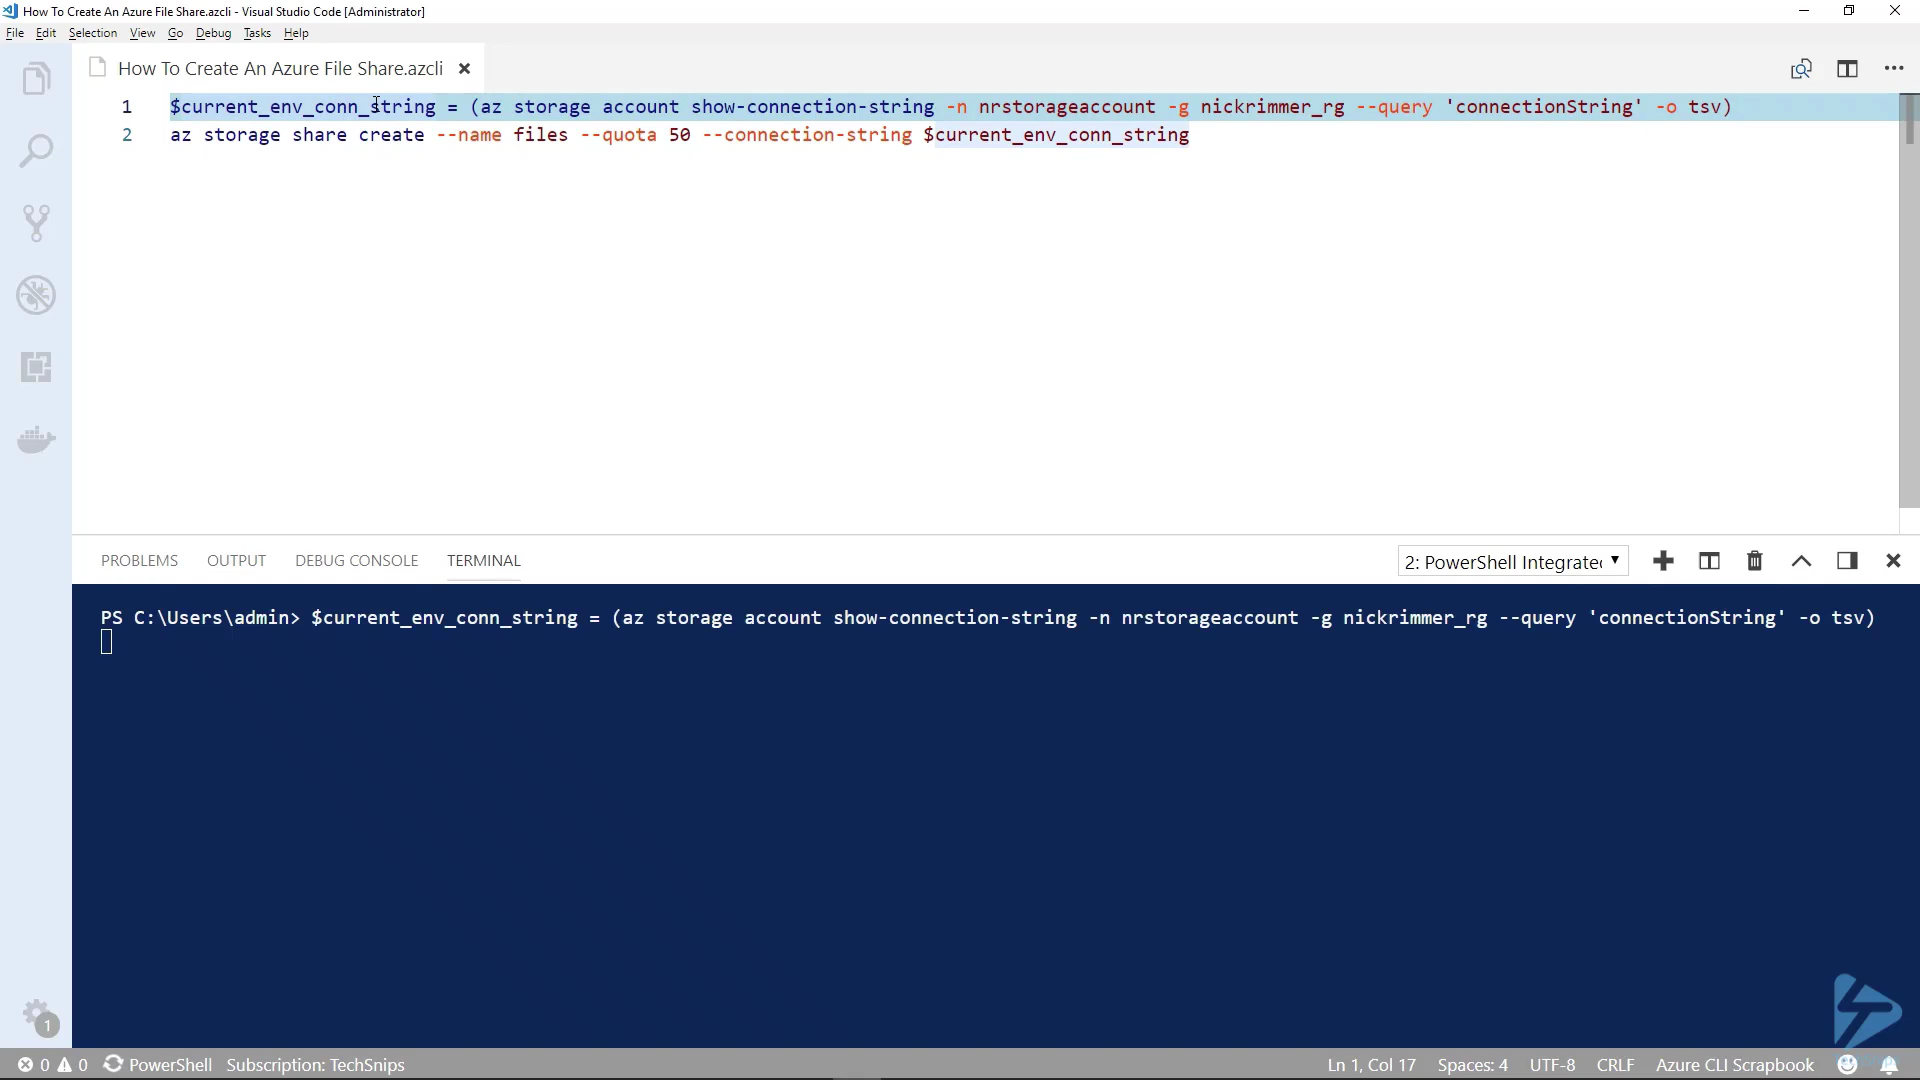 How To Create An Azure File Share.azcli - Visual Studio Code [Administrator]
File Edit Selection View Go Debug Tasks Help
How To Create An Azure File Share.azcli
1 $current_env_conn_string = (az storage account show-connection-string -n nrstorageaccount -g nickrimmer_rg --query 'connectionString' -o tsv)
2 az storage share create --name files --quota 50 --connection-string $current_env_conn_string
PROBLEMS OUTPUT DEBUG CONSOLE TERMINAL 2: PowerShell Integrate
PS C:\Users\admin> $current_env_conn_string = (az storage account show-connection-string -n nrstorageaccount -g nickrimmer_rg --query 'connectionString' -o tsv)
1
0 0 PowerShell Subscription: TechSnips Ln 1, Col 17 Spaces: 4 UTF-8 CRLF Azure CLI Scrapbook